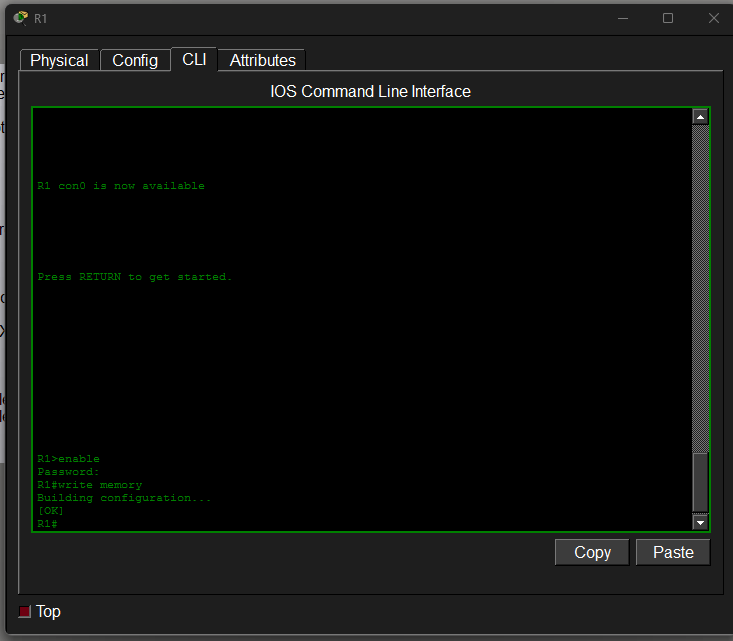 R1
Physical Config CLI Attributes
IOS Command Line Interface
R1 con0 is now available
Press RETURN to get started.
R1>enable
Password:
R1#write memory
Building configuration...
[OK]
R1#
Copy Paste
Top